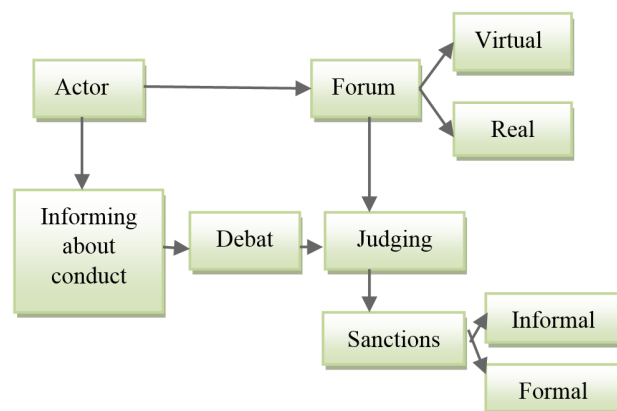 Virtual
Actor
Forum
Real
Informing
about
conduct
Debat
Judging
Sanctions
Informal
Formal